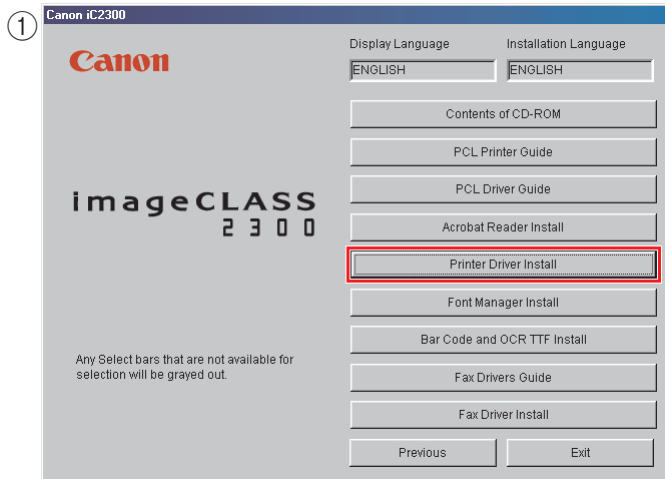 ①
Canon iC2300
Display Language
Installation Language
Canon
ENGLISH
ENGLISH
Contents of CD-ROM
PCL Printer Guide
PCL Driver Guide
imageCLASS
2300
Acrobat Reader Install
Printer Driver Install
Font Manager Install
Bar Code and OCR TTF Install
Any Select bars that are not available for
selection will be grayed out.
Fax Drivers Guide
Fax Driver Install
Previous
Exit